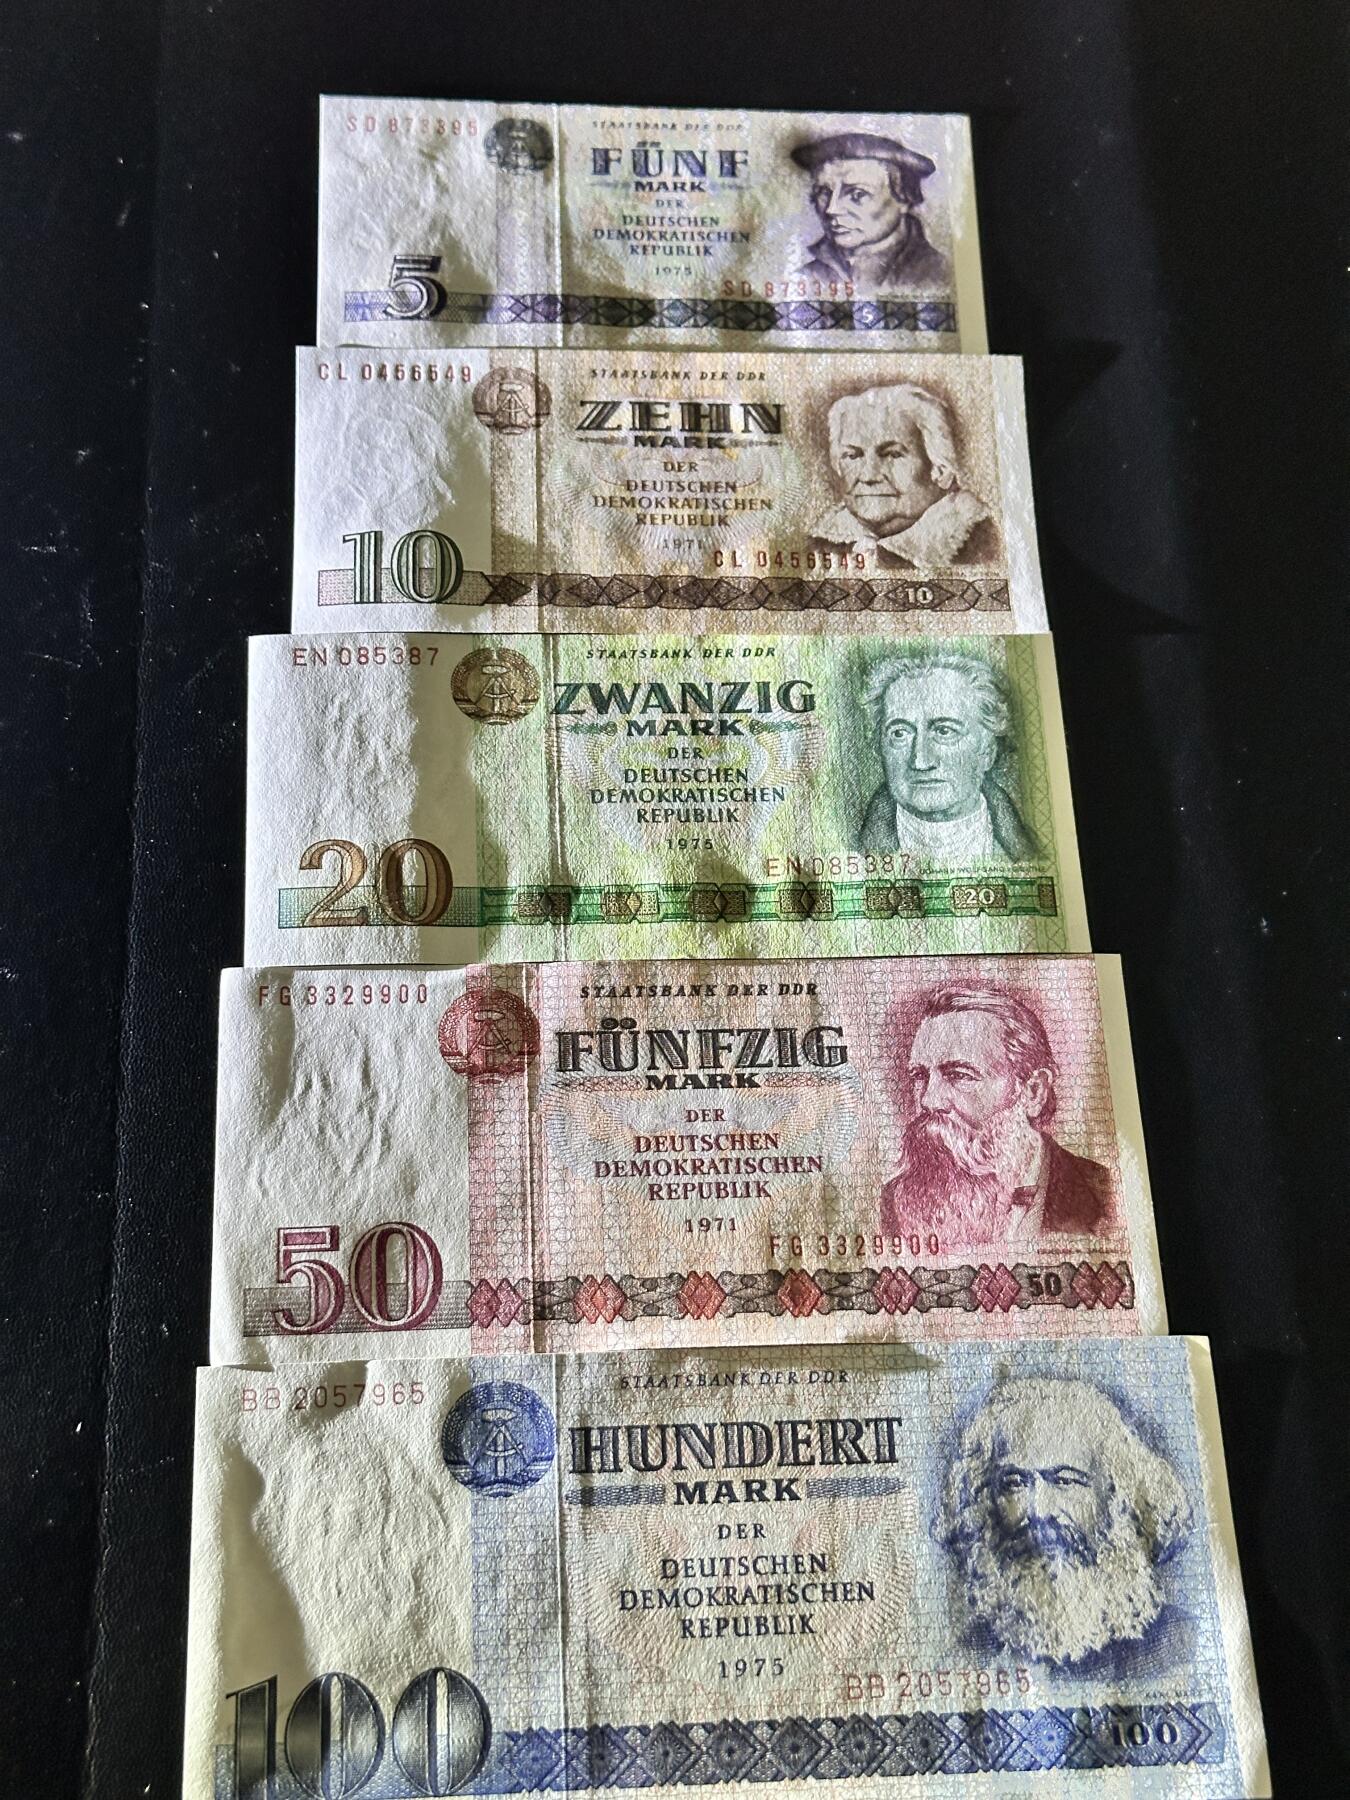 SD 873395
STAATSBANK DER DDR
FÜNF
MARK
DER
DEUTSCHEN
DEMOKRATISCHEN
REPUBLIK
1975
SD 873395
5
5
CL 0456549
STAATSBANK DER DDR
ZEHN
MARK
DER
DEUTSCHEN
DEMOKRATISCHEN
REPUBLIK
1971
CL 0456549
10
10
EN 085387
STAATSBANK DER DDR
ZWANZIG
MARK
DER
DEUTSCHEN
DEMOKRATISCHEN
REPUBLIK
1975
EN 085387
20
20
FG 3329900
STAATSBANK DER DDR
FÜNFZIG
MARK
DER
DEUTSCHEN
DEMOKRATISCHEN
REPUBLIK
1971
FG 3329900
50
50
BB 2057965
STAATSBANK DER DDR
HUNDERT
MARK
DER
DEUTSCHEN
DEMOKRATISCHEN
REPUBLIK
1975
BB 2057965
100
100